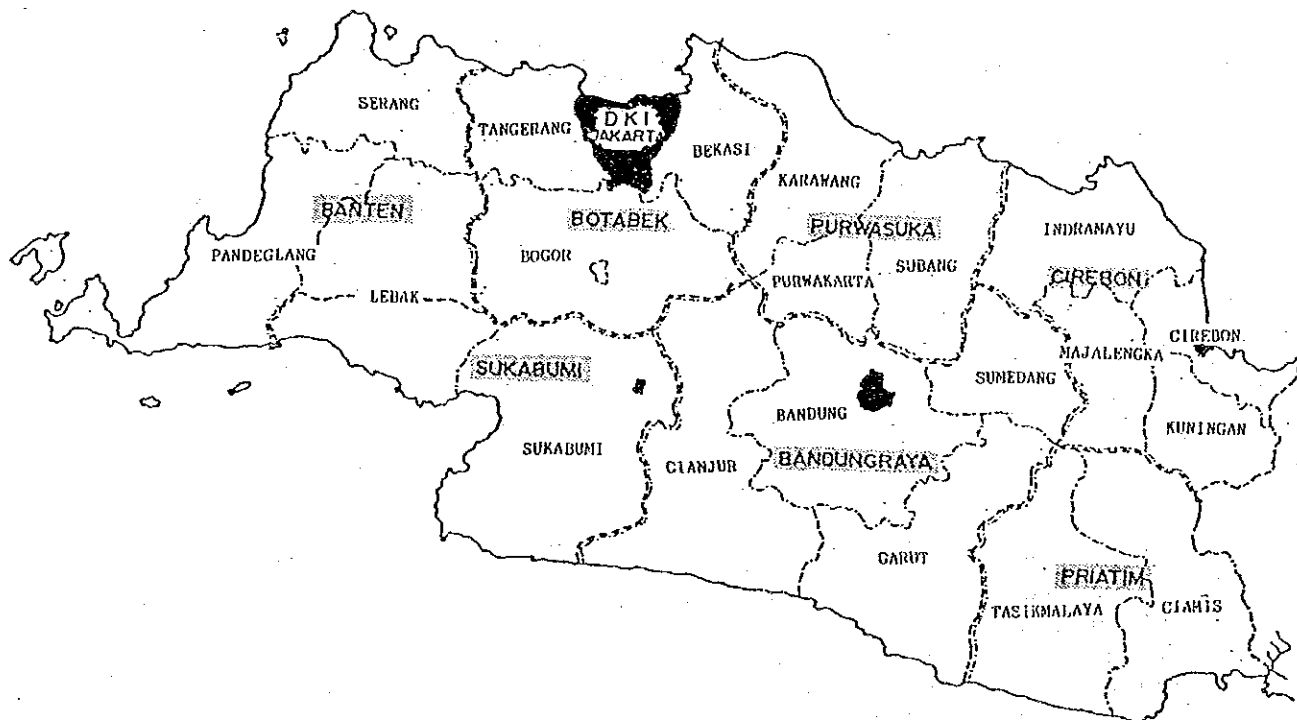 SERANG
TANGERANG
DKI
JAKARTA
BEKASI
KARAWANG
BANTEN
BOTABEK
PURWASUKA
INDRAMAYU
PANDEGLANG
BOGOR
SUBANG
PURWAKARTA
CIREBON
LEBAK
CIREBON
MAJALENGKA
SUKABUMI
SUMEDANG
BANDUNG
KUNINGAN
SUKABUMI
CIANJUR
BANDUNGRAYA
GARUT
PRIATIM
TASIKMALAYA
CIAMIS